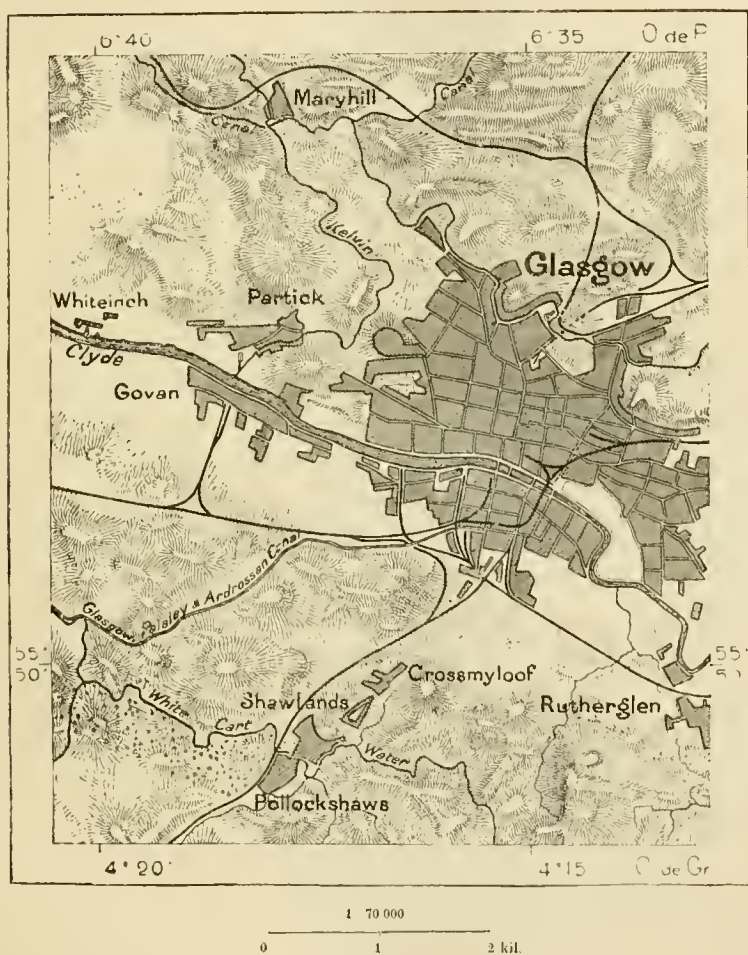 6°40
6°35
O de P
Maryhill
Canal
Canal
Kelvin
Glasgow
Whiteinch
Partick
Clyde
Govan
Glasgow, Paisley & Ardrossan Canal
55°
50'
55°
Crossmyloof
Shawlands
White
Cart
Water
Rutherglen
Pollockshaws
4°20'
4°15
O de Gr
1 70 000
0 1 2 kil.